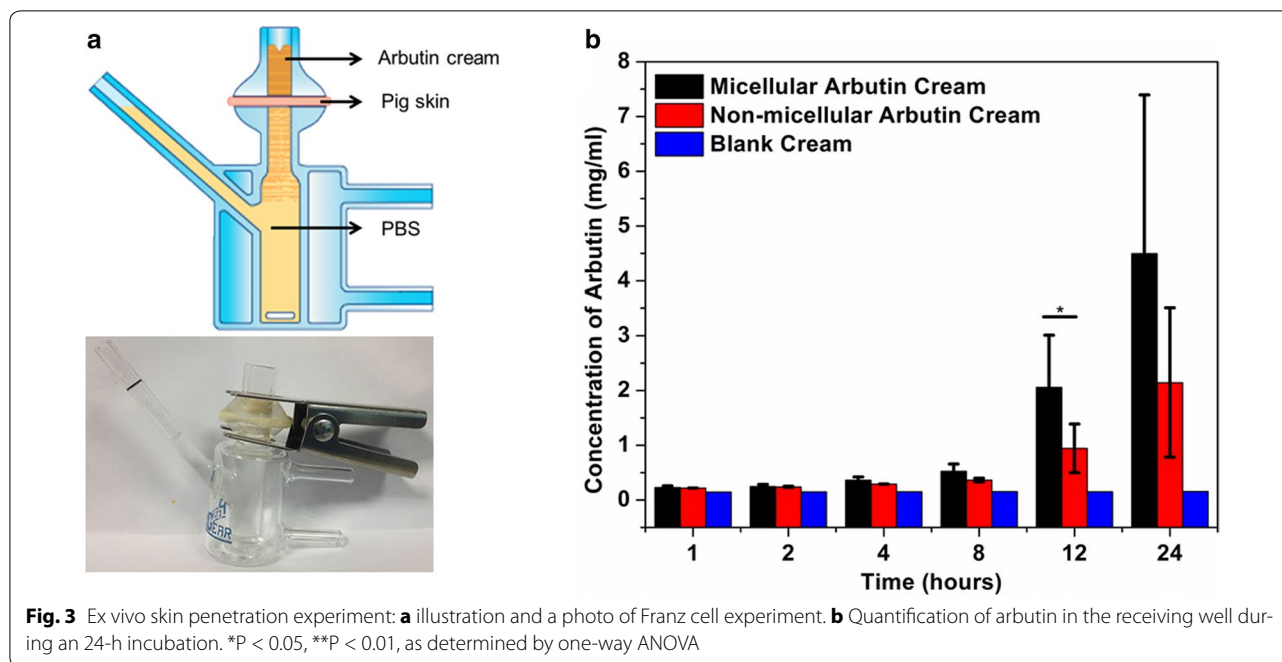 a
Arbutin cream
Pig skin
PBS
b
8
7
6
5
4
3
2
1
0
Concentration of Arbutin (mg/ml)
Micellular Arbutin Cream
Non-micellular Arbutin Cream
Blank Cream
*
1 2 4 8 12 24
Time (hours)
Fig. 3 Ex vivo skin penetration experiment: a illustration and a photo of Franz cell experiment. b Quantification of arbutin in the receiving well dur-
ing an 24-h incubation. *P < 0.05, **P < 0.01, as determined by one-way ANOVA